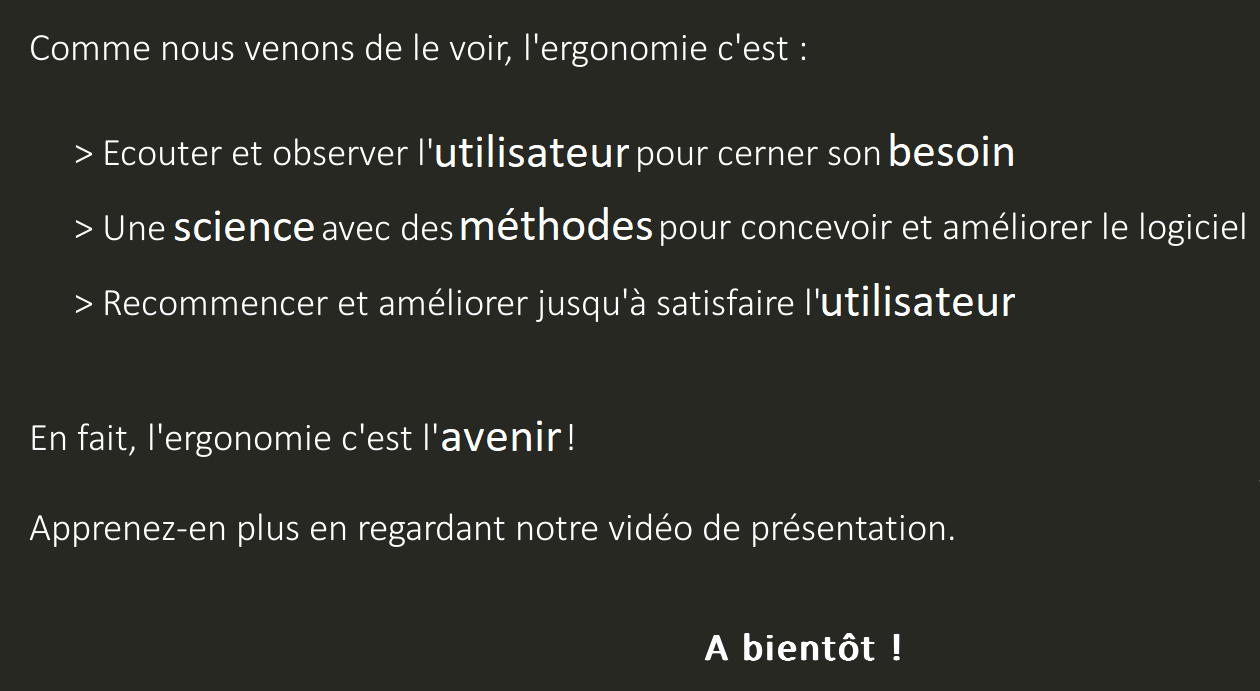 Comme nous venons de le voir, l'ergonomie c'est :
> Ecouter et observer l'utilisateur pour cerner son besoin
> Une science avec des méthodes pour concevoir et améliorer le logiciel
> Recommencer et améliorer jusqu'à satisfaire l'utilisateur
En fait, l'ergonomie c'est l'avenir !
Apprenez-en plus en regardant notre vidéo de présentation.
A bientôt !